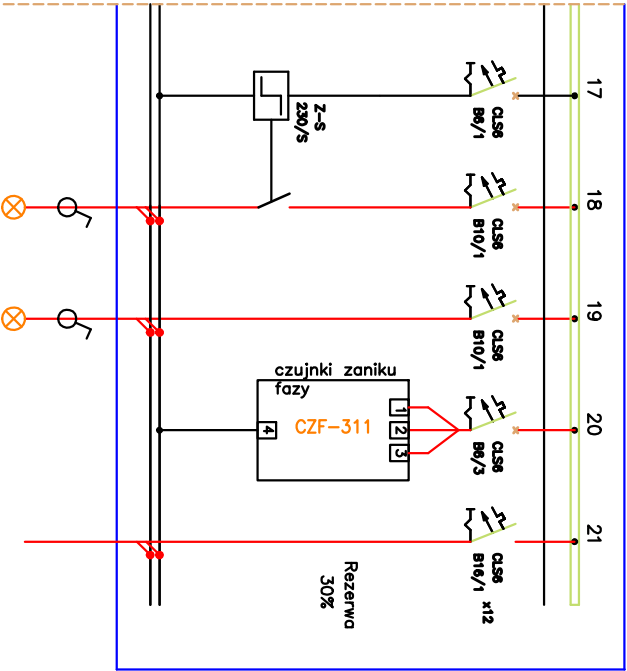 17
CLS6
B6/1
Z-S
230/S
18
CLS6
B10/1
19
CLS6
B10/1
czujnki zaniku
fazy
CZF-311
1
2
3
4
20
CLS6
B6/3
21
CLS6
B16/1 x12
Rezerwa
30%